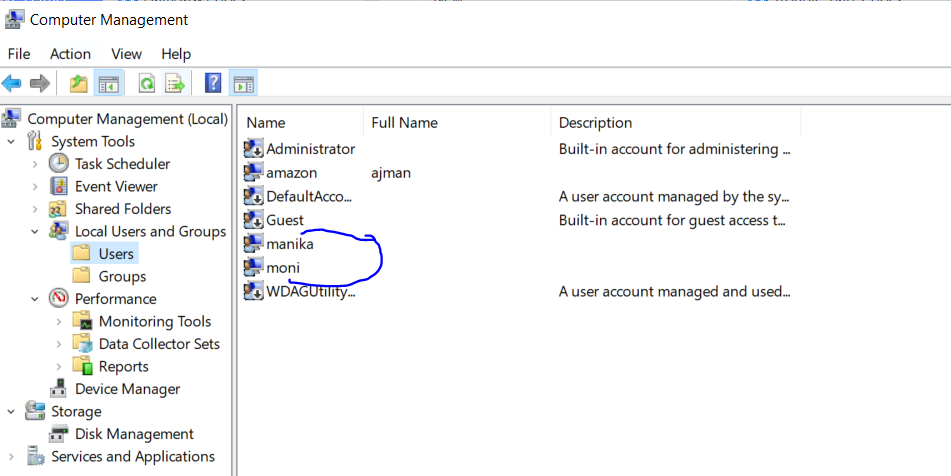 Computer Management
File Action View Help
Computer Management (Local)
System Tools
Task Scheduler
Event Viewer
Shared Folders
Local Users and Groups
Users
Groups
Performance
Monitoring Tools
Data Collector Sets
Reports
Device Manager
Storage
Disk Management
Services and Applications
Name Full Name Description
Administrator Built-in account for administering ...
amazon ajman
DefaultAcco... A user account managed by the sy...
Guest Built-in account for guest access t...
manika
moni
WDAGUtility... A user account managed and used...